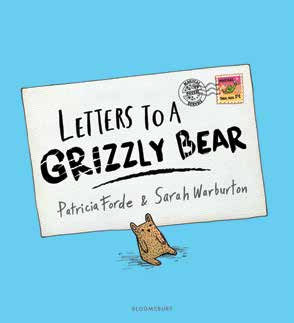 LETTERS TO A
GRIZZLY BEAR
Patricia Forde & Sarah Warburton
BLOOMSBURY